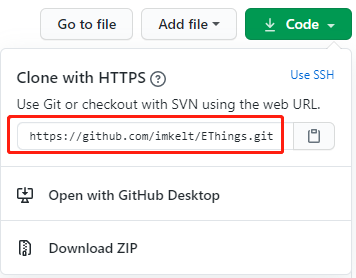 Go to file
Add file
Code
Clone with HTTPS
Use SSH
Use Git or checkout with SVN using the web URL.
https://github.com/imkelt/EThings.git
Open with GitHub Desktop
Download ZIP